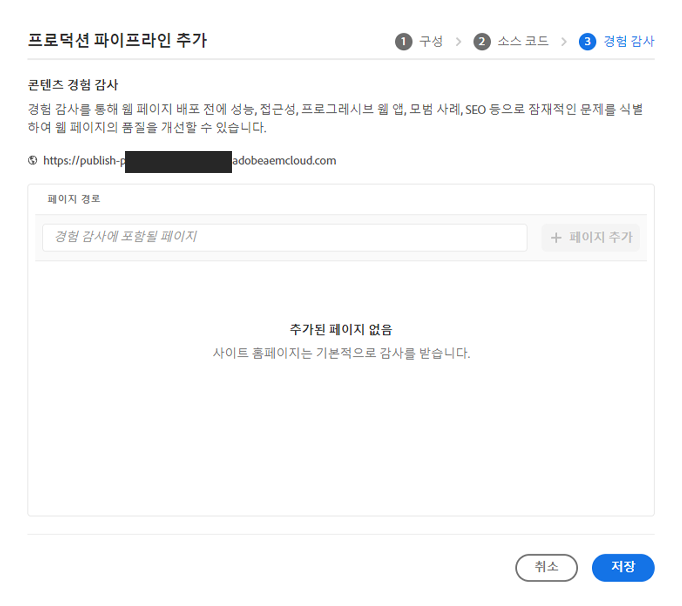 프로덕션 파이프라인 추가
1 구성 > 2 소스 코드 > 3 경험 감사
콘텐츠 경험 감사
경험 감사를 통해 웹 페이지 배포 전에 성능, 접근성, 프로그레시브 웹 앱, 모범 사례, SEO 등으로 잠재적인 문제를 식별
하여 웹 페이지의 품질을 개선할 수 있습니다.
https://publish-p adobeaemcloud.com
페이지 경로
경험 감사에 포함될 페이지
+ 페이지 추가
추가된 페이지 없음
사이트 홈페이지는 기본적으로 감사를 받습니다.
취소
저장